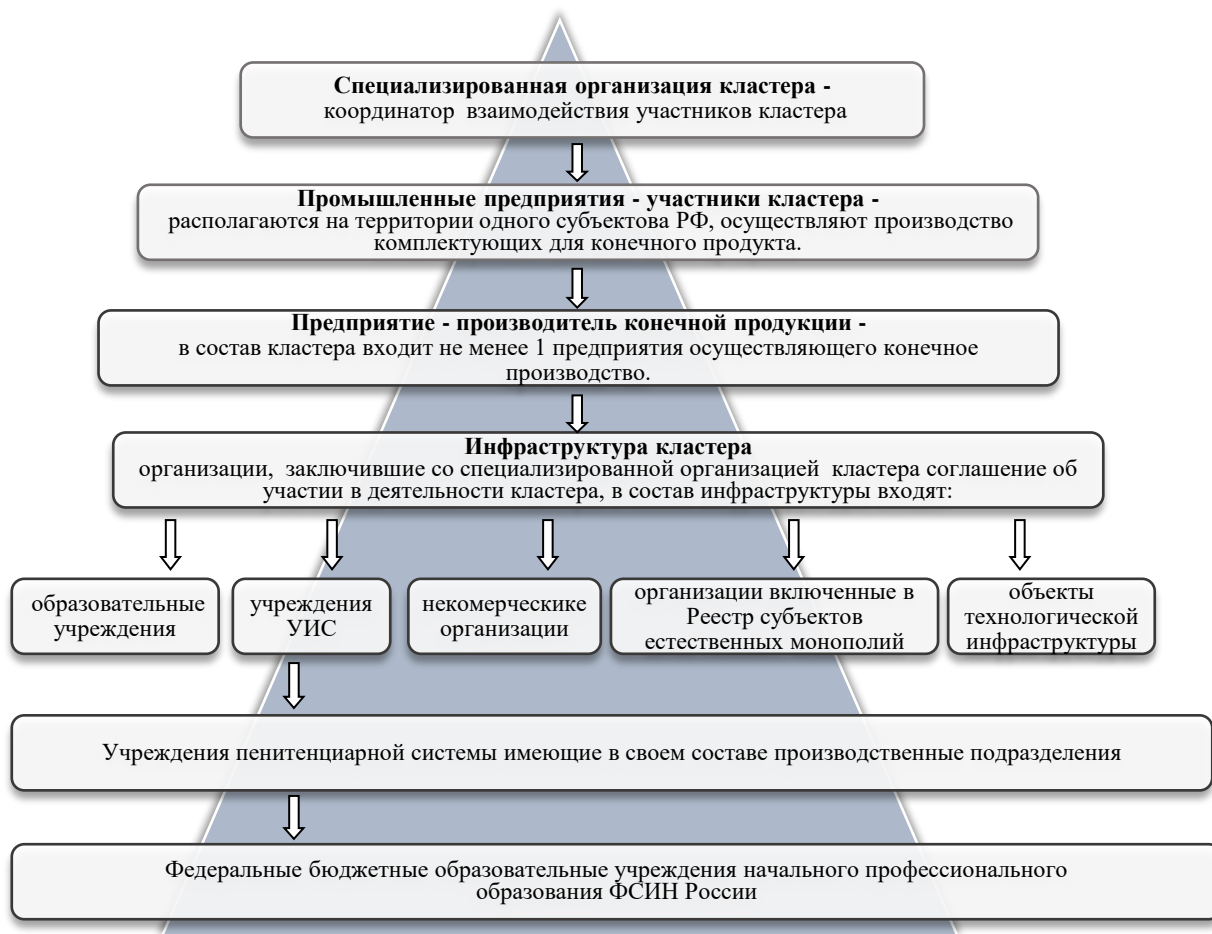 Специализированная организация кластера -
координатор взаимодействия участников кластера
Промышленные предприятия - участники кластера -
располагаются на территории одного субъектова РФ, осуществляют производство
комплектующих для конечного продукта.
Предприятие - производитель конечной продукции -
в состав кластера входит не менее 1 предприятия осуществляющего конечное
производство.
Инфраструктура кластера
организации, заключившие со специализированной организацией кластера соглашение об
участии в деятельности кластера, в состав инфраструктуры входят:
образовательные
учреждения
учреждения
УИС
некомерческике
организации
организации включенные в
Реестр субъектов
естественных монополий
объекты
технологической
инфраструктуры
Учреждения пенитенциарной системы имеющие в своем составе производственные подразделения
Федеральные бюджетные образовательные учреждения начального профессионального
образования ФСИН России